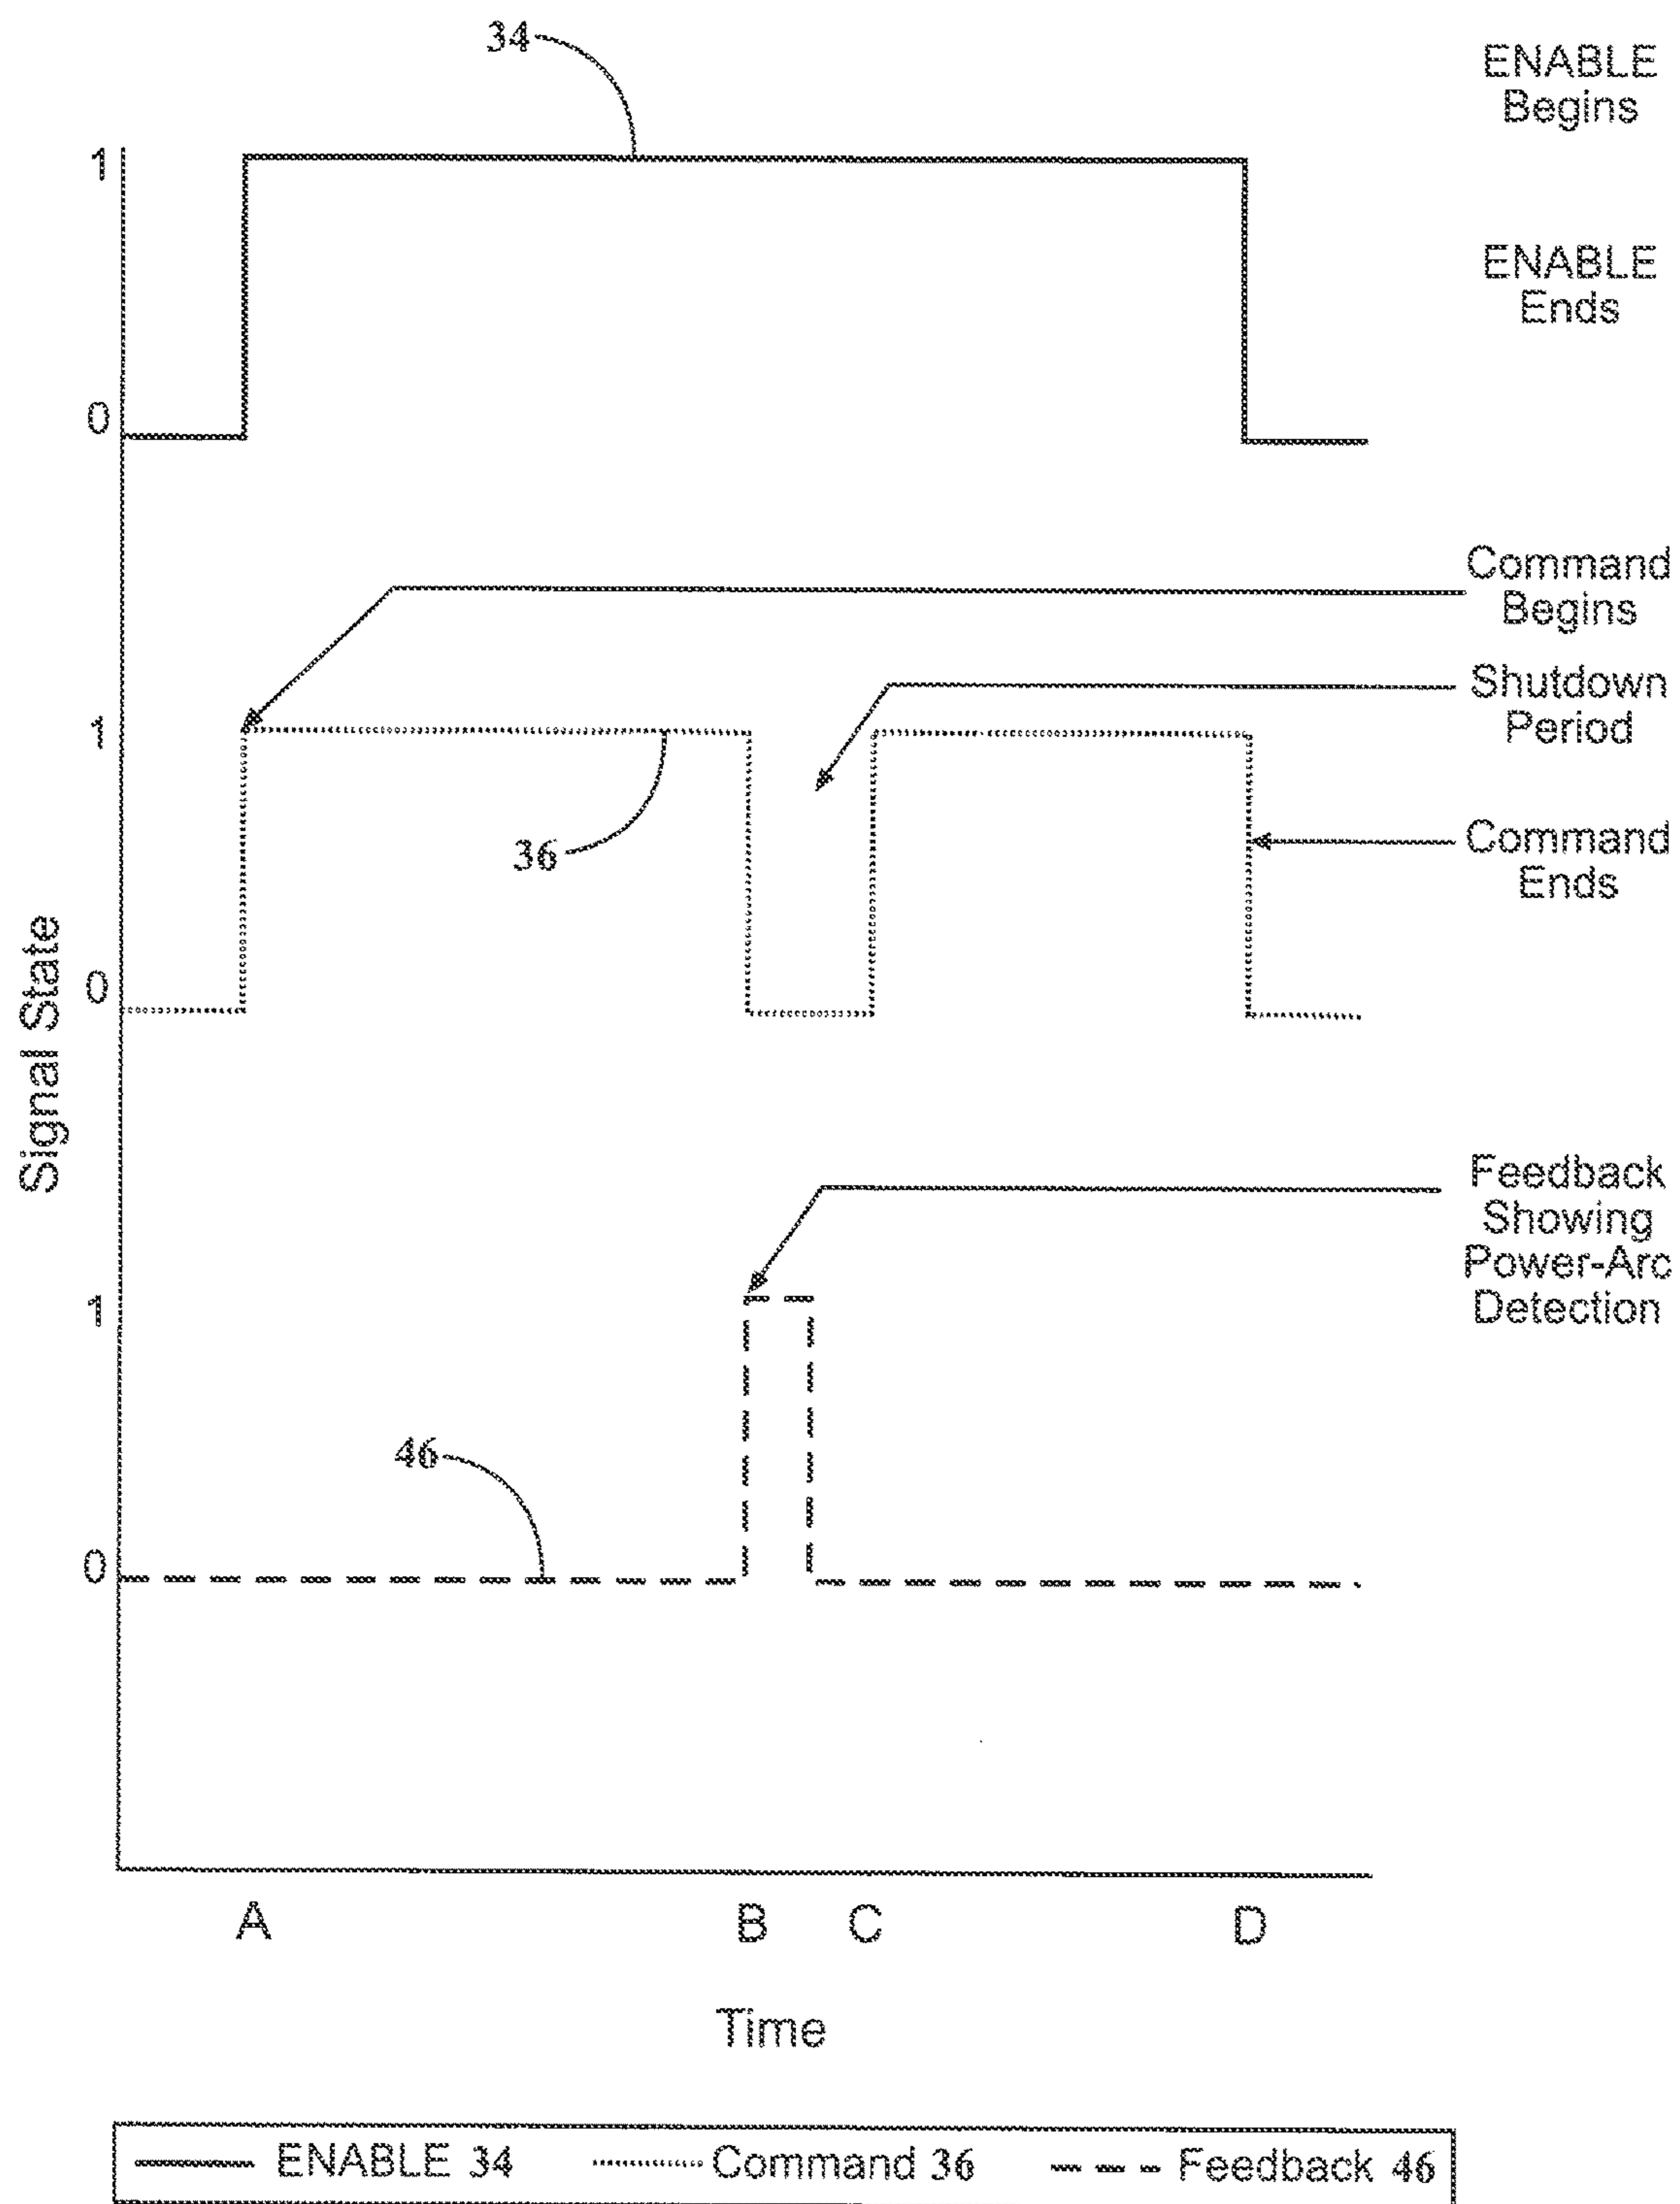 34
ENABLE
Begins
1
ENABLE
Ends
0
Command
Begins
Shutdown
Period
1
36
Command
Ends
Signal State
0
Feedback
Showing
Power-Arc
Detection
1
46
0
A B C D
Time
ENABLE 34 Command 36 Feedback 46